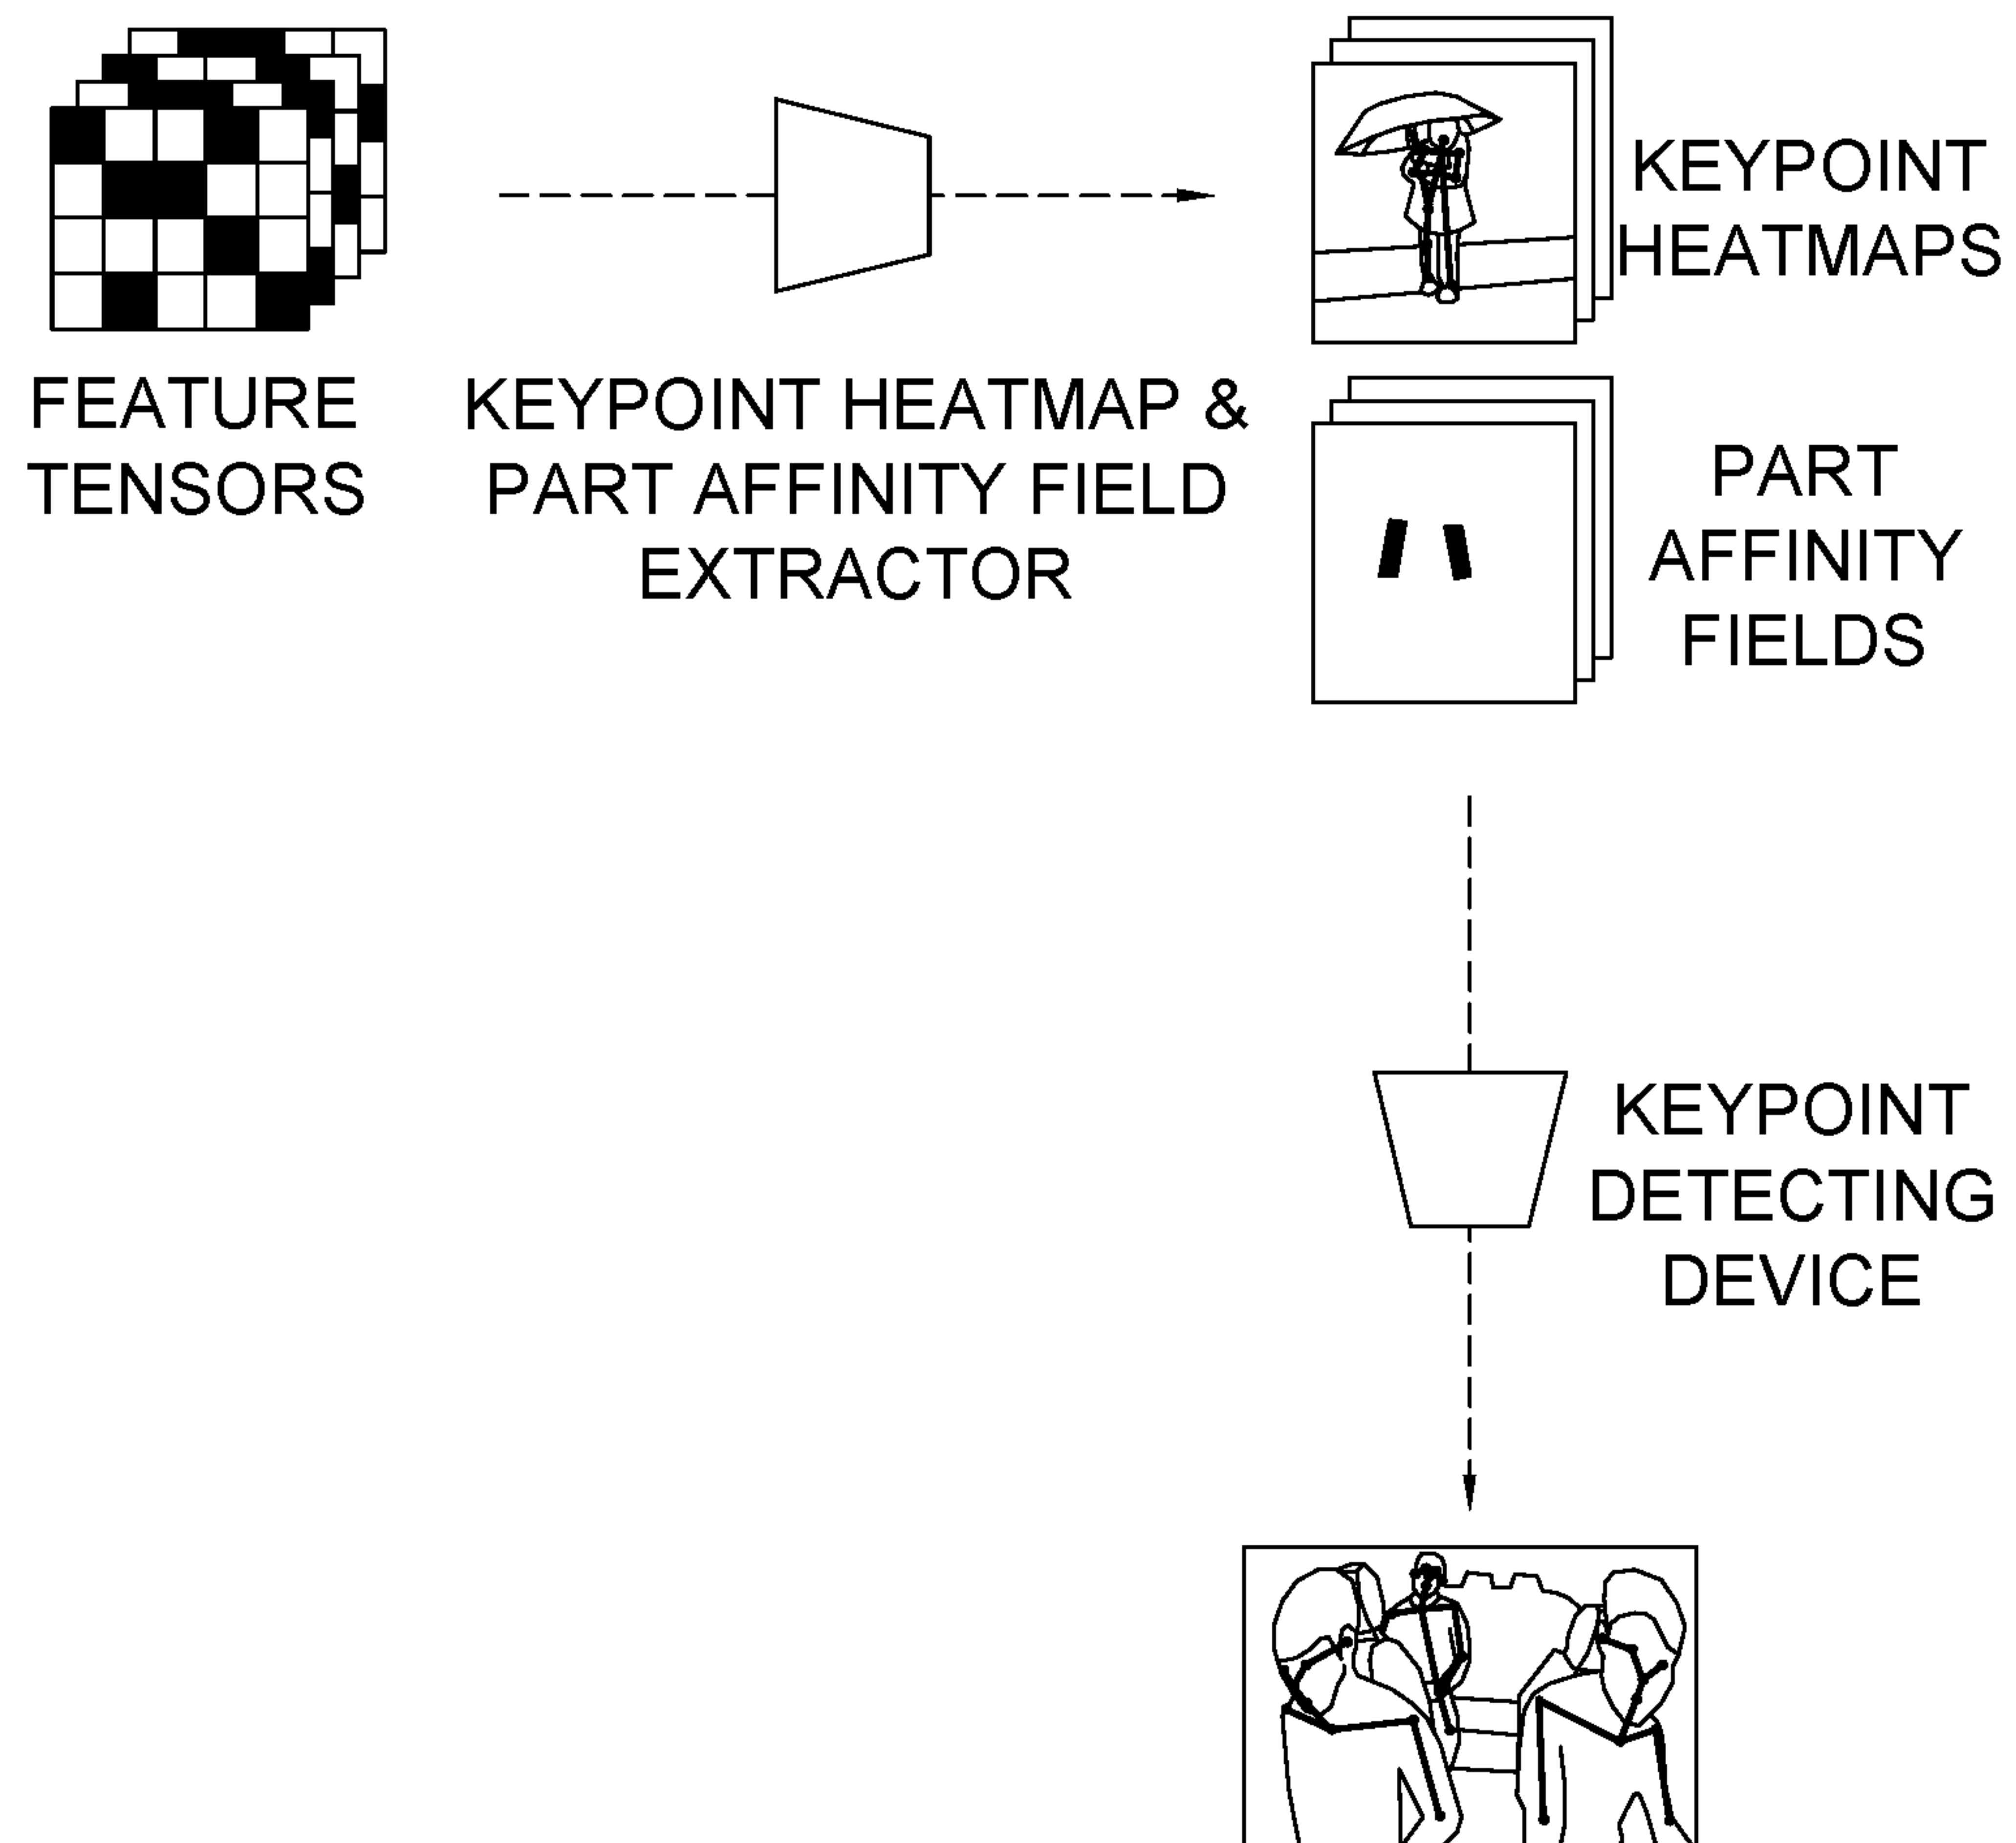 FEATURE
TENSORS
KEYPOINT HEATMAP &
PART AFFINITY FIELD
EXTRACTOR
KEYPOINT
HEATMAPS
PART
AFFINITY
FIELDS
KEYPOINT
DETECTING
DEVICE